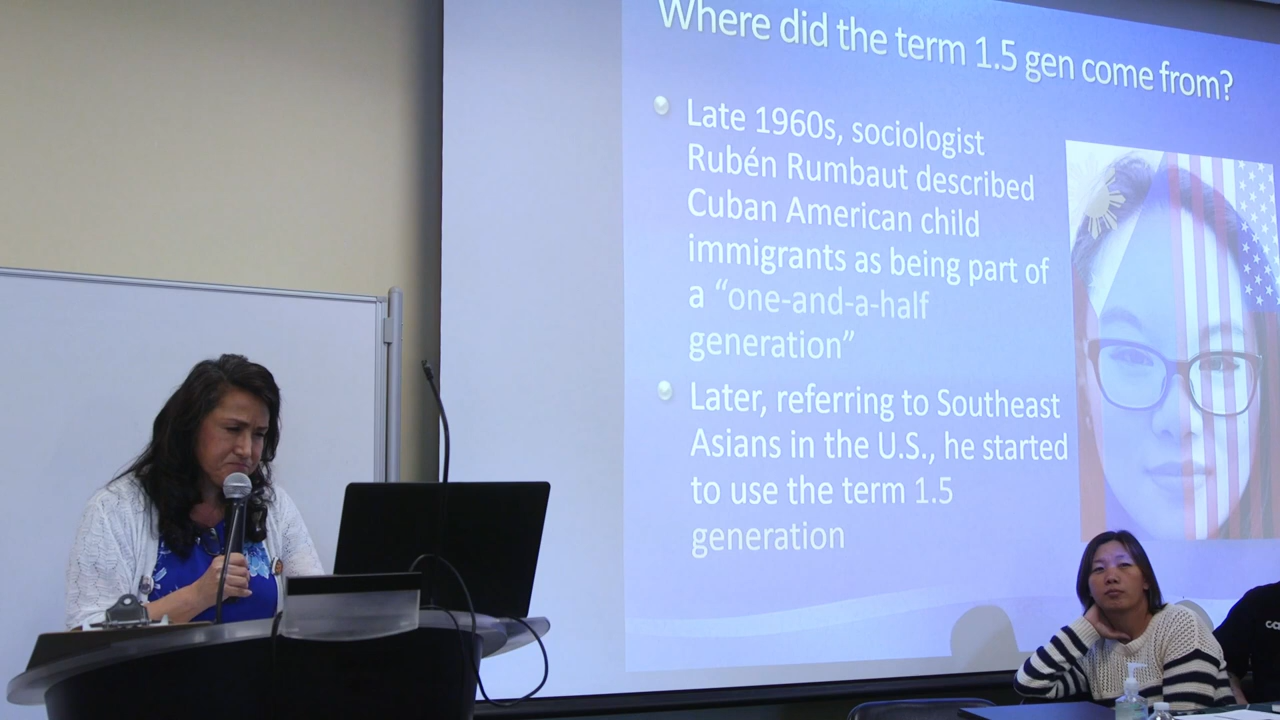 Where did the term 1.5 gen come from?
Late 1960s, sociologist
Rubén Rumbaut described
Cuban American child
immigrants as being part of
a “one-and-a-half
generation”
Later, referring to Southeast
Asians in the U.S., he started
to use the term 1.5
generation